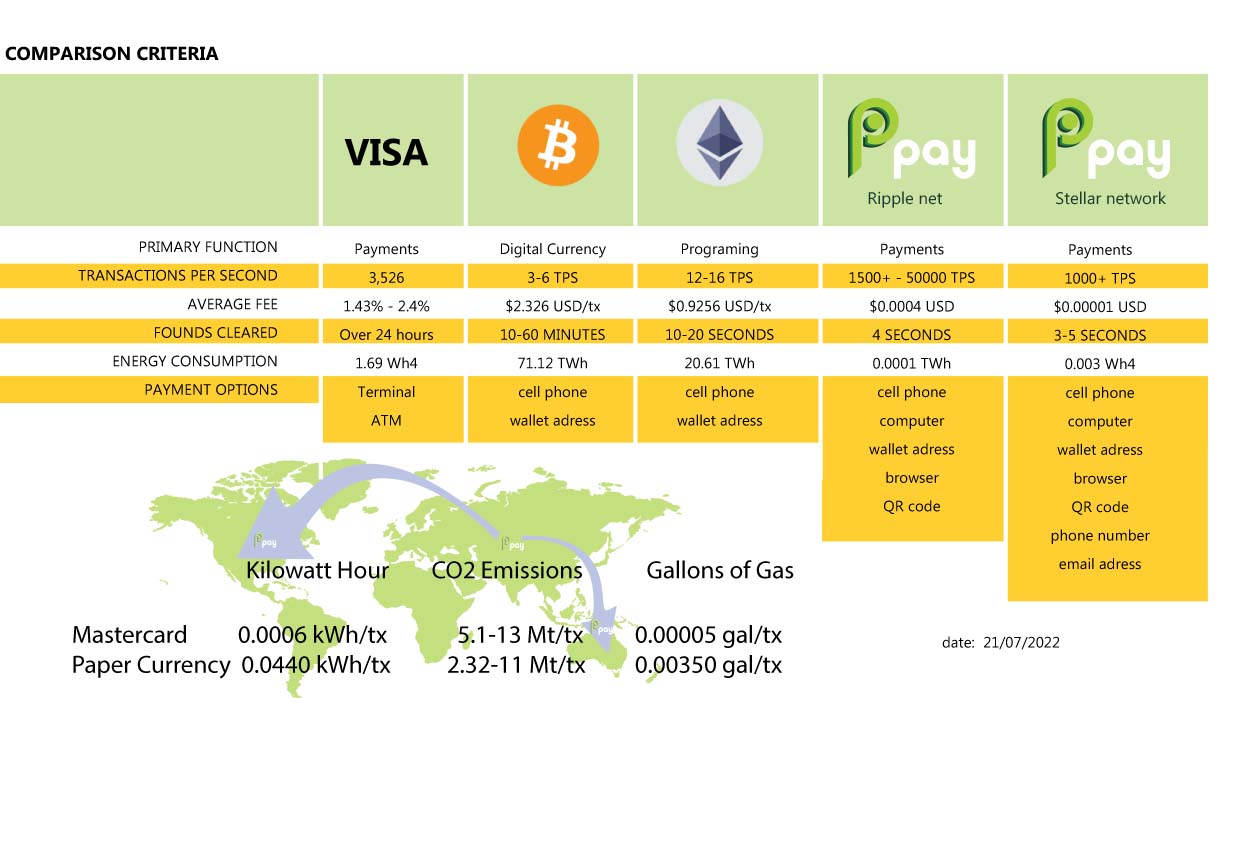 COMPARISON CRITERIA
VISA
Ppay
Ripple net
Ppay
Stellar network
PRIMARY FUNCTION Payments Digital Currency Programing Payments Payments
TRANSACTIONS PER SECOND 3,526 3-6 TPS 12-16 TPS 1500+ - 50000 TPS 1000+ TPS
AVERAGE FEE 1.43% - 2.4% $2.326 USD/tx $0.9256 USD/tx $0.0004 USD $0.00001 USD
FOUNDS CLEARED Over 24 hours 10-60 MINUTES 10-20 SECONDS 4 SECONDS 3-5 SECONDS
ENERGY CONSUMPTION 1.69 Wh4 71.12 TWh 20.61 TWh 0.0001 TWh 0.003 Wh4
PAYMENT OPTIONS Terminal cell phone cell phone cell phone cell phone
ATM wallet adress wallet adress computer computer
wallet adress wallet adress
browser browser
QR code QR code
phone number
email adress
Ppay
Ppay
Kilowatt Hour CO2 Emissions Gallons of Gas
Ppay
Mastercard 0.0006 kWh/tx 5.1-13 Mt/tx 0.00005 gal/tx
Paper Currency 0.0440 kWh/tx 2.32-11 Mt/tx 0.00350 gal/tx
date: 21/07/2022